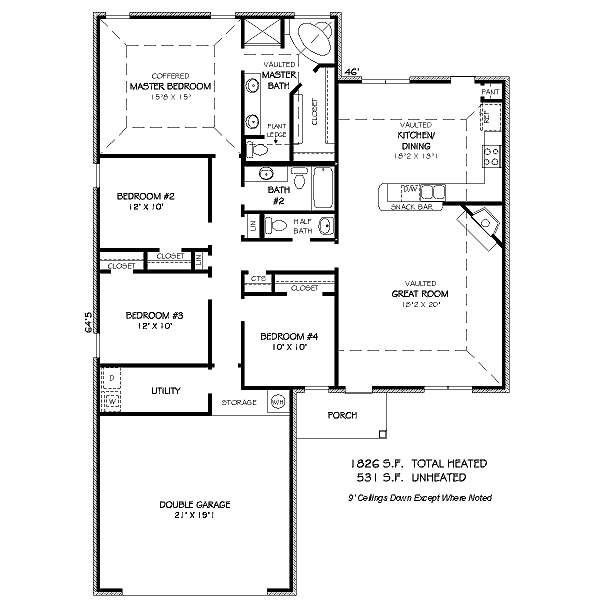 46'
COFFERED
MASTER BEDROOM
15'8 X 15'
VAULTED
MASTER
BATH
PLANT
LEDGE
CLOSET
PANT
REF
VAULTED
KITCHEN/
DINING
18'2 X 13'1
D/W
SNACK BAR
BEDROOM #2
12' X 10'
BATH
#2
LIN
HALF
BATH
CLOSET
CLOSET
LIN
CTS
CLOSET
VAULTED
GREAT ROOM
18'2 X 20'
64'5
BEDROOM #3
12' X 10'
BEDROOM #4
10' X 10'
D
W
UTILITY
STORAGE
W/H
PORCH
1826 S.F. TOTAL HEATED
531 S.F. UNHEATED
9' Ceilings Down Except Where Noted
DOUBLE GARAGE
21' X 19'1